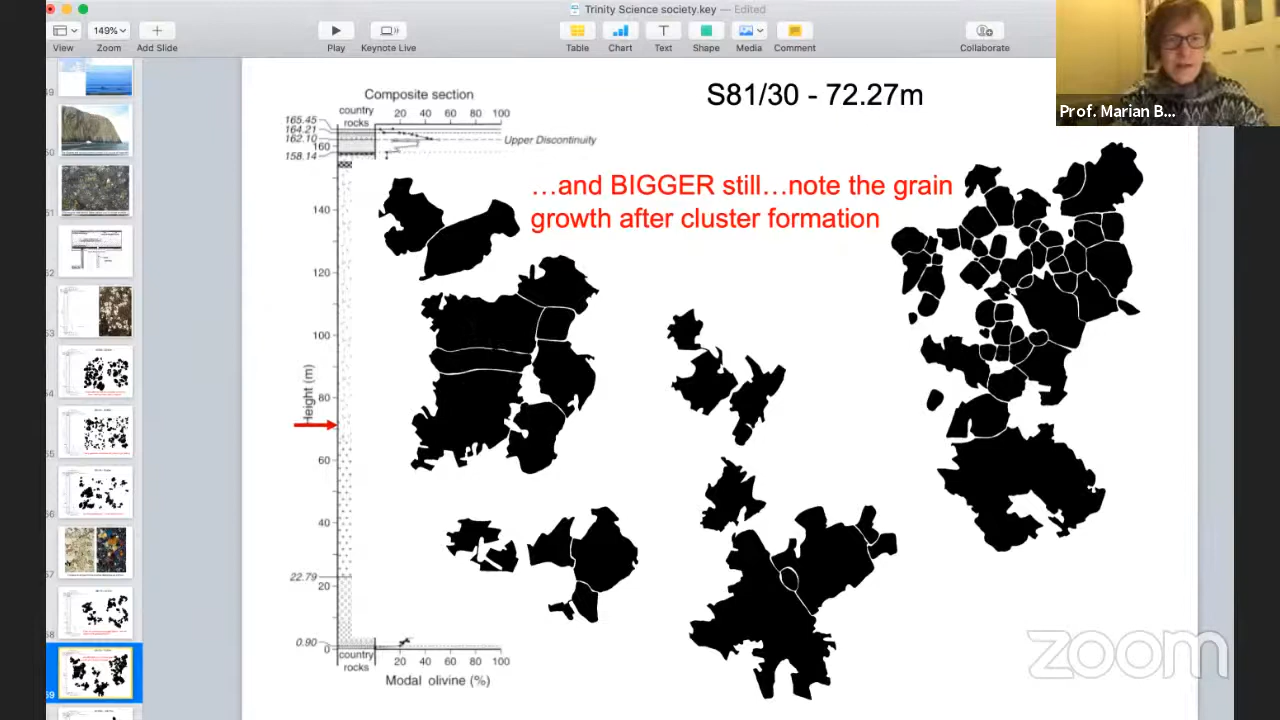 Trinity Science society.key — Edited
149%
View
Zoom
Add Slide
Play
Keynote Live
Table
Chart
Text
Shape
Media
Comment
Collaborate
Prof. Marian B...
S81/30 - 72.27m
Composite section
country
rocks
20 40 60 80 100
165.45
164.21
162.10
160
158.14
Upper Discontinuity
…and BIGGER still…note the grain
growth after cluster formation
140
120
100
80
60
40
22.79
20
0.90
0
Height (m)
country
rocks
20 40 60 80 100
Modal olivine (%)
zoom